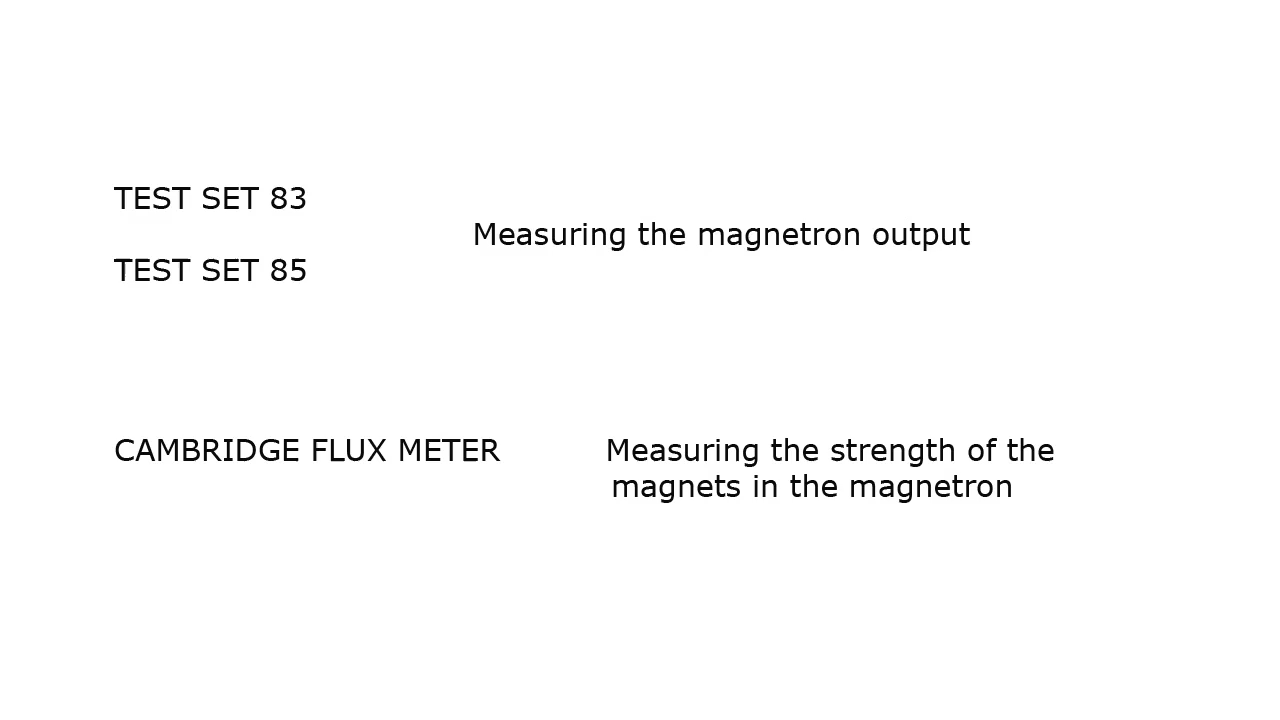 TEST SET 83
Measuring the magnetron output
TEST SET 85
CAMBRIDGE FLUX METER
Measuring the strength of the
magnets in the magnetron